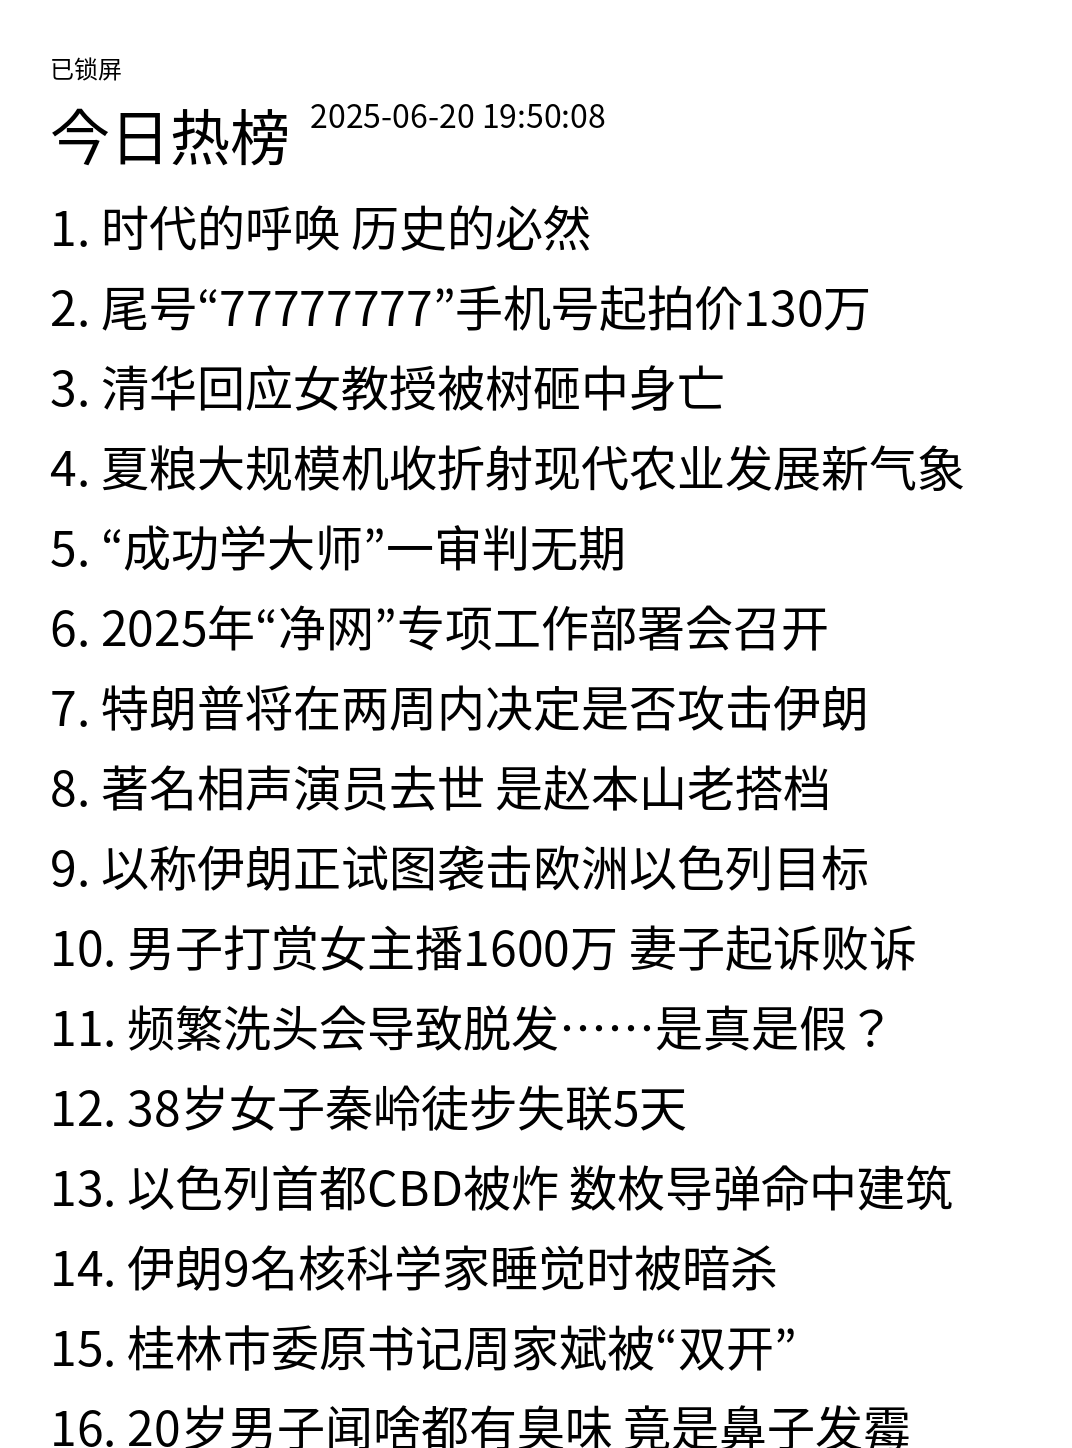 已锁屏
今日热榜 2025-06-20 19:50:08
1. 时代的呼唤 历史的必然
2. 尾号“77777777”手机号起拍价130万
3. 清华回应女教授被树砸中身亡
4. 夏粮大规模机收折射现代农业发展新气象
5. “成功学大师”一审判无期
6. 2025年“净网”专项工作部署会召开
7. 特朗普将在两周内决定是否攻击伊朗
8. 著名相声演员去世 是赵本山老搭档
9. 以称伊朗正试图袭击欧洲以色列目标
10. 男子打赏女主播1600万 妻子起诉败诉
11. 频繁洗头会导致脱发……是真是假？
12. 38岁女子秦岭徒步失联5天
13. 以色列首都CBD被炸 数枚导弹命中建筑
14. 伊朗9名核科学家睡觉时被暗杀
15. 桂林市委原书记周家斌被“双开”
16. 20岁男子闻啥都有臭味 竟是鼻子发霉